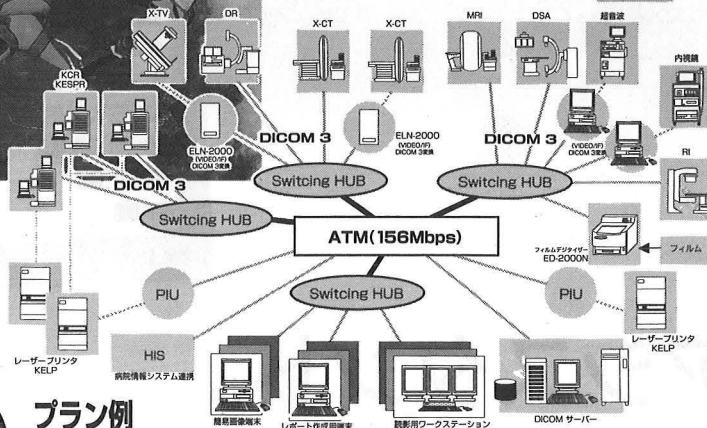 X-TV
DR
X-CT
X-CT
MRI
DSA
超音波
内視鏡
KCR
KESPR
ELN-2000
(VIDEO/IF)
DICOM 3変換
DICOM 3
ELN-2000
(VIDEO/IF)
DICOM 3変換
DICOM 3
(VIDEO/IF)
DICOM 3変換
RI
DICOM 3
Switcing HUB
Switcing HUB
Switcing HUB
ATM(156Mbps)
フィルムデジタイザー
ED-2000N
フィルム
PIU
Switcing HUB
PIU
レーザープリンタ
KELP
HIS
病院情報システム連携
レーザープリンタ
KELP
簡易画像端末
レポート作成用端末
読影用ワークステーション
DICOM サーバー
プラン例